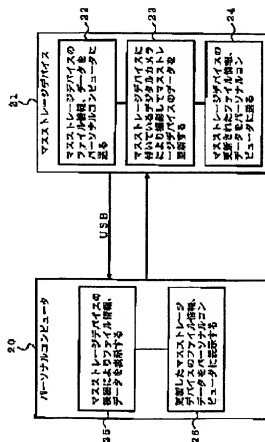 20
パーソナルコンピュータ
マスストレージデバイスの
接続によりファイル情報、
データを表示する
25
更新したマスストレージ
デバイスのファイル情報、
データをパーソナルコン
ピュータに表示する
26
USB
21
マスストレージデバイス
マスストレージデバイスの
ファイル情報、データを
パーソナルコンピュータに
送る
22
マスストレージデバイスに
付いているデジタルカメラ
により撮影してマスストレ
ージデバイスのデータを
更新する
23
マスストレージデバイスの
更新されたファイル情報、
データをパーソナルコン
ピュータに送る
24